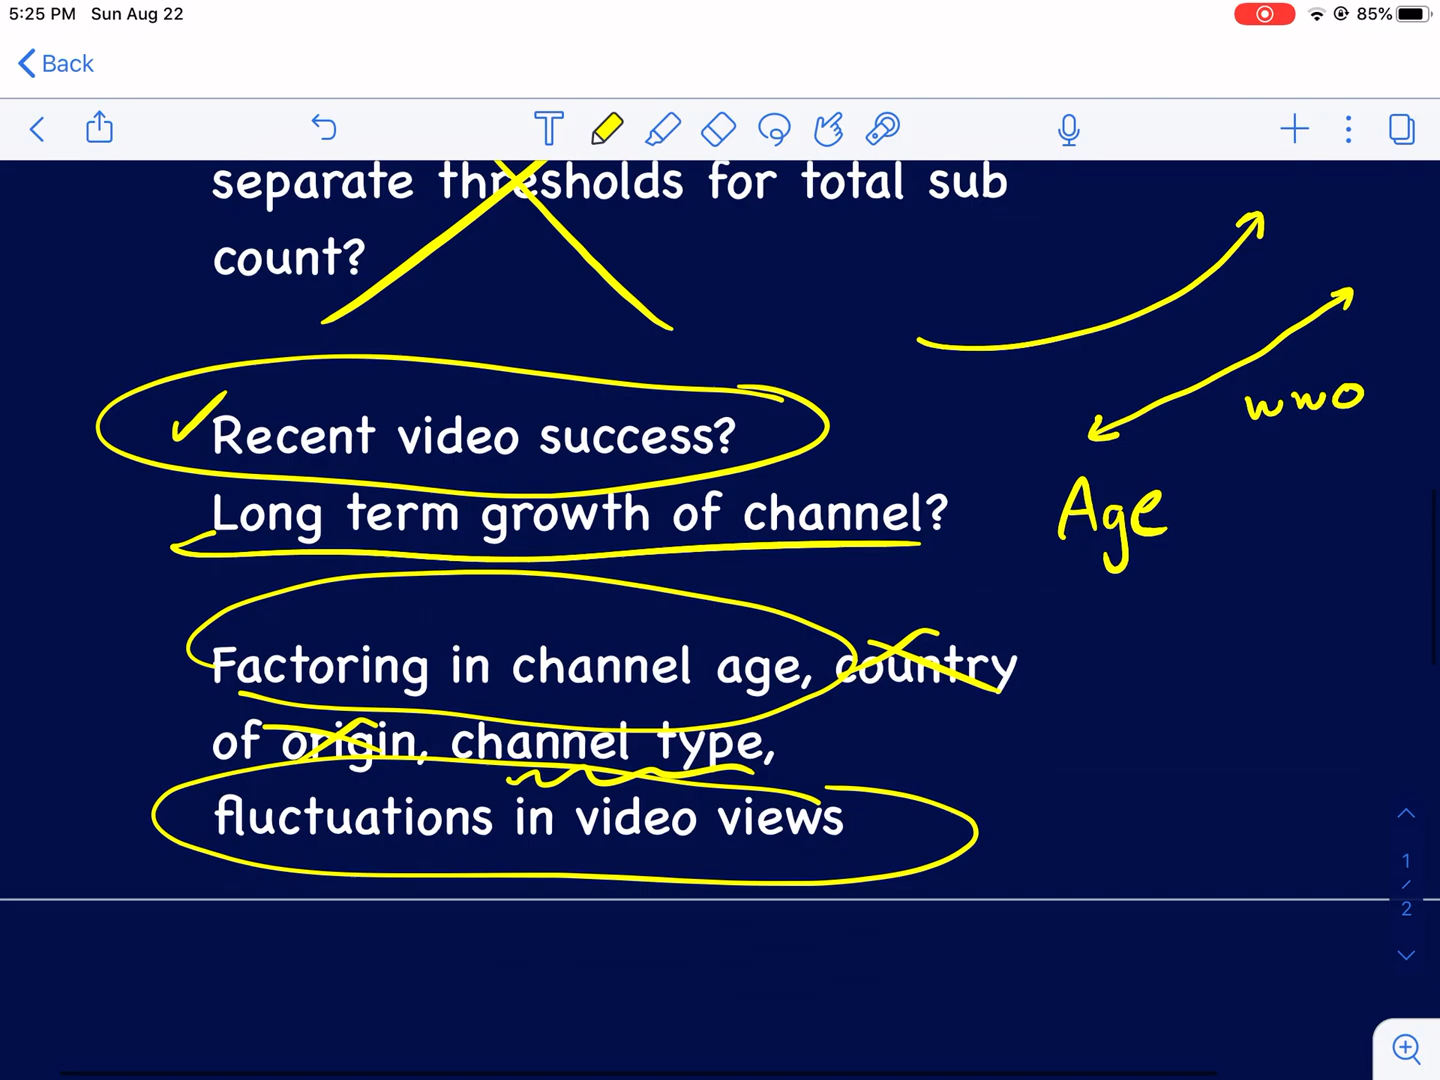 5:25 PM Sun Aug 22 85%
Back
T
separate thresholds for total sub
count?
Recent video success?
wwo
Long term growth of channel?
Age
Factoring in channel age, country
of origin, channel type,
fluctuations in video views
1
/
2